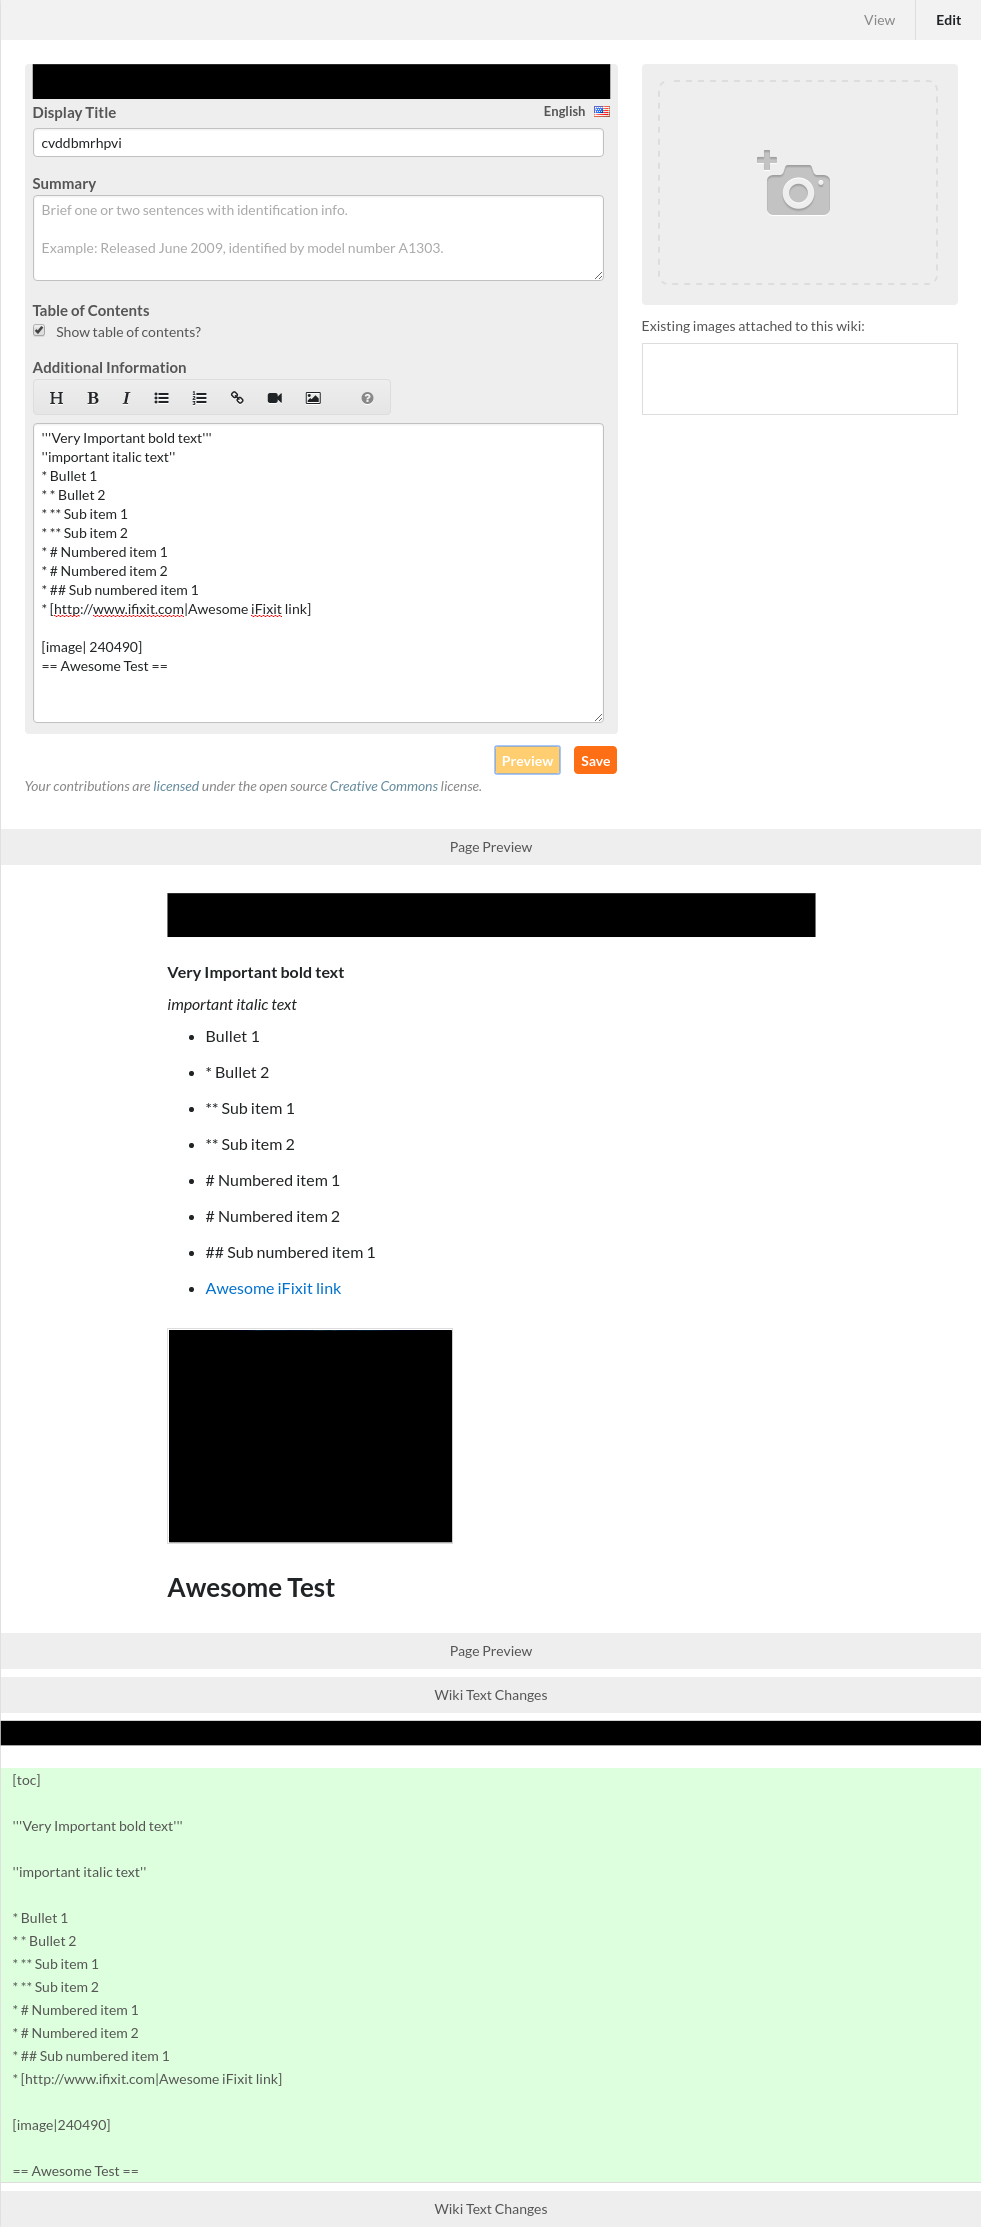 View Edit
Display Title English
cvddbmrhpvi
Summary
Brief one or two sentences with identification info.
Example: Released June 2009, identified by model number A1303.
Existing images attached to this wiki:
Table of Contents
Show table of contents?
Additional Information
H B I
'''Very Important bold text'''
''important italic text''
* Bullet 1
* * Bullet 2
* ** Sub item 1
* ** Sub item 2
* # Numbered item 1
* # Numbered item 2
* ## Sub numbered item 1
* [http://www.ifixit.com|Awesome iFixit link]
[image| 240490]
== Awesome Test ==
Preview Save
Your contributions are licensed under the open source Creative Commons license.
Page Preview
Very Important bold text
important italic text
• Bullet 1
• * Bullet 2
• ** Sub item 1
• ** Sub item 2
• # Numbered item 1
• # Numbered item 2
• ## Sub numbered item 1
• Awesome iFixit link
Awesome Test
Page Preview
Wiki Text Changes
[toc]
'''Very Important bold text'''
''important italic text''
* Bullet 1
* * Bullet 2
* ** Sub item 1
* ** Sub item 2
* # Numbered item 1
* # Numbered item 2
* ## Sub numbered item 1
* [http://www.ifixit.com|Awesome iFixit link]
[image|240490]
== Awesome Test ==
Wiki Text Changes